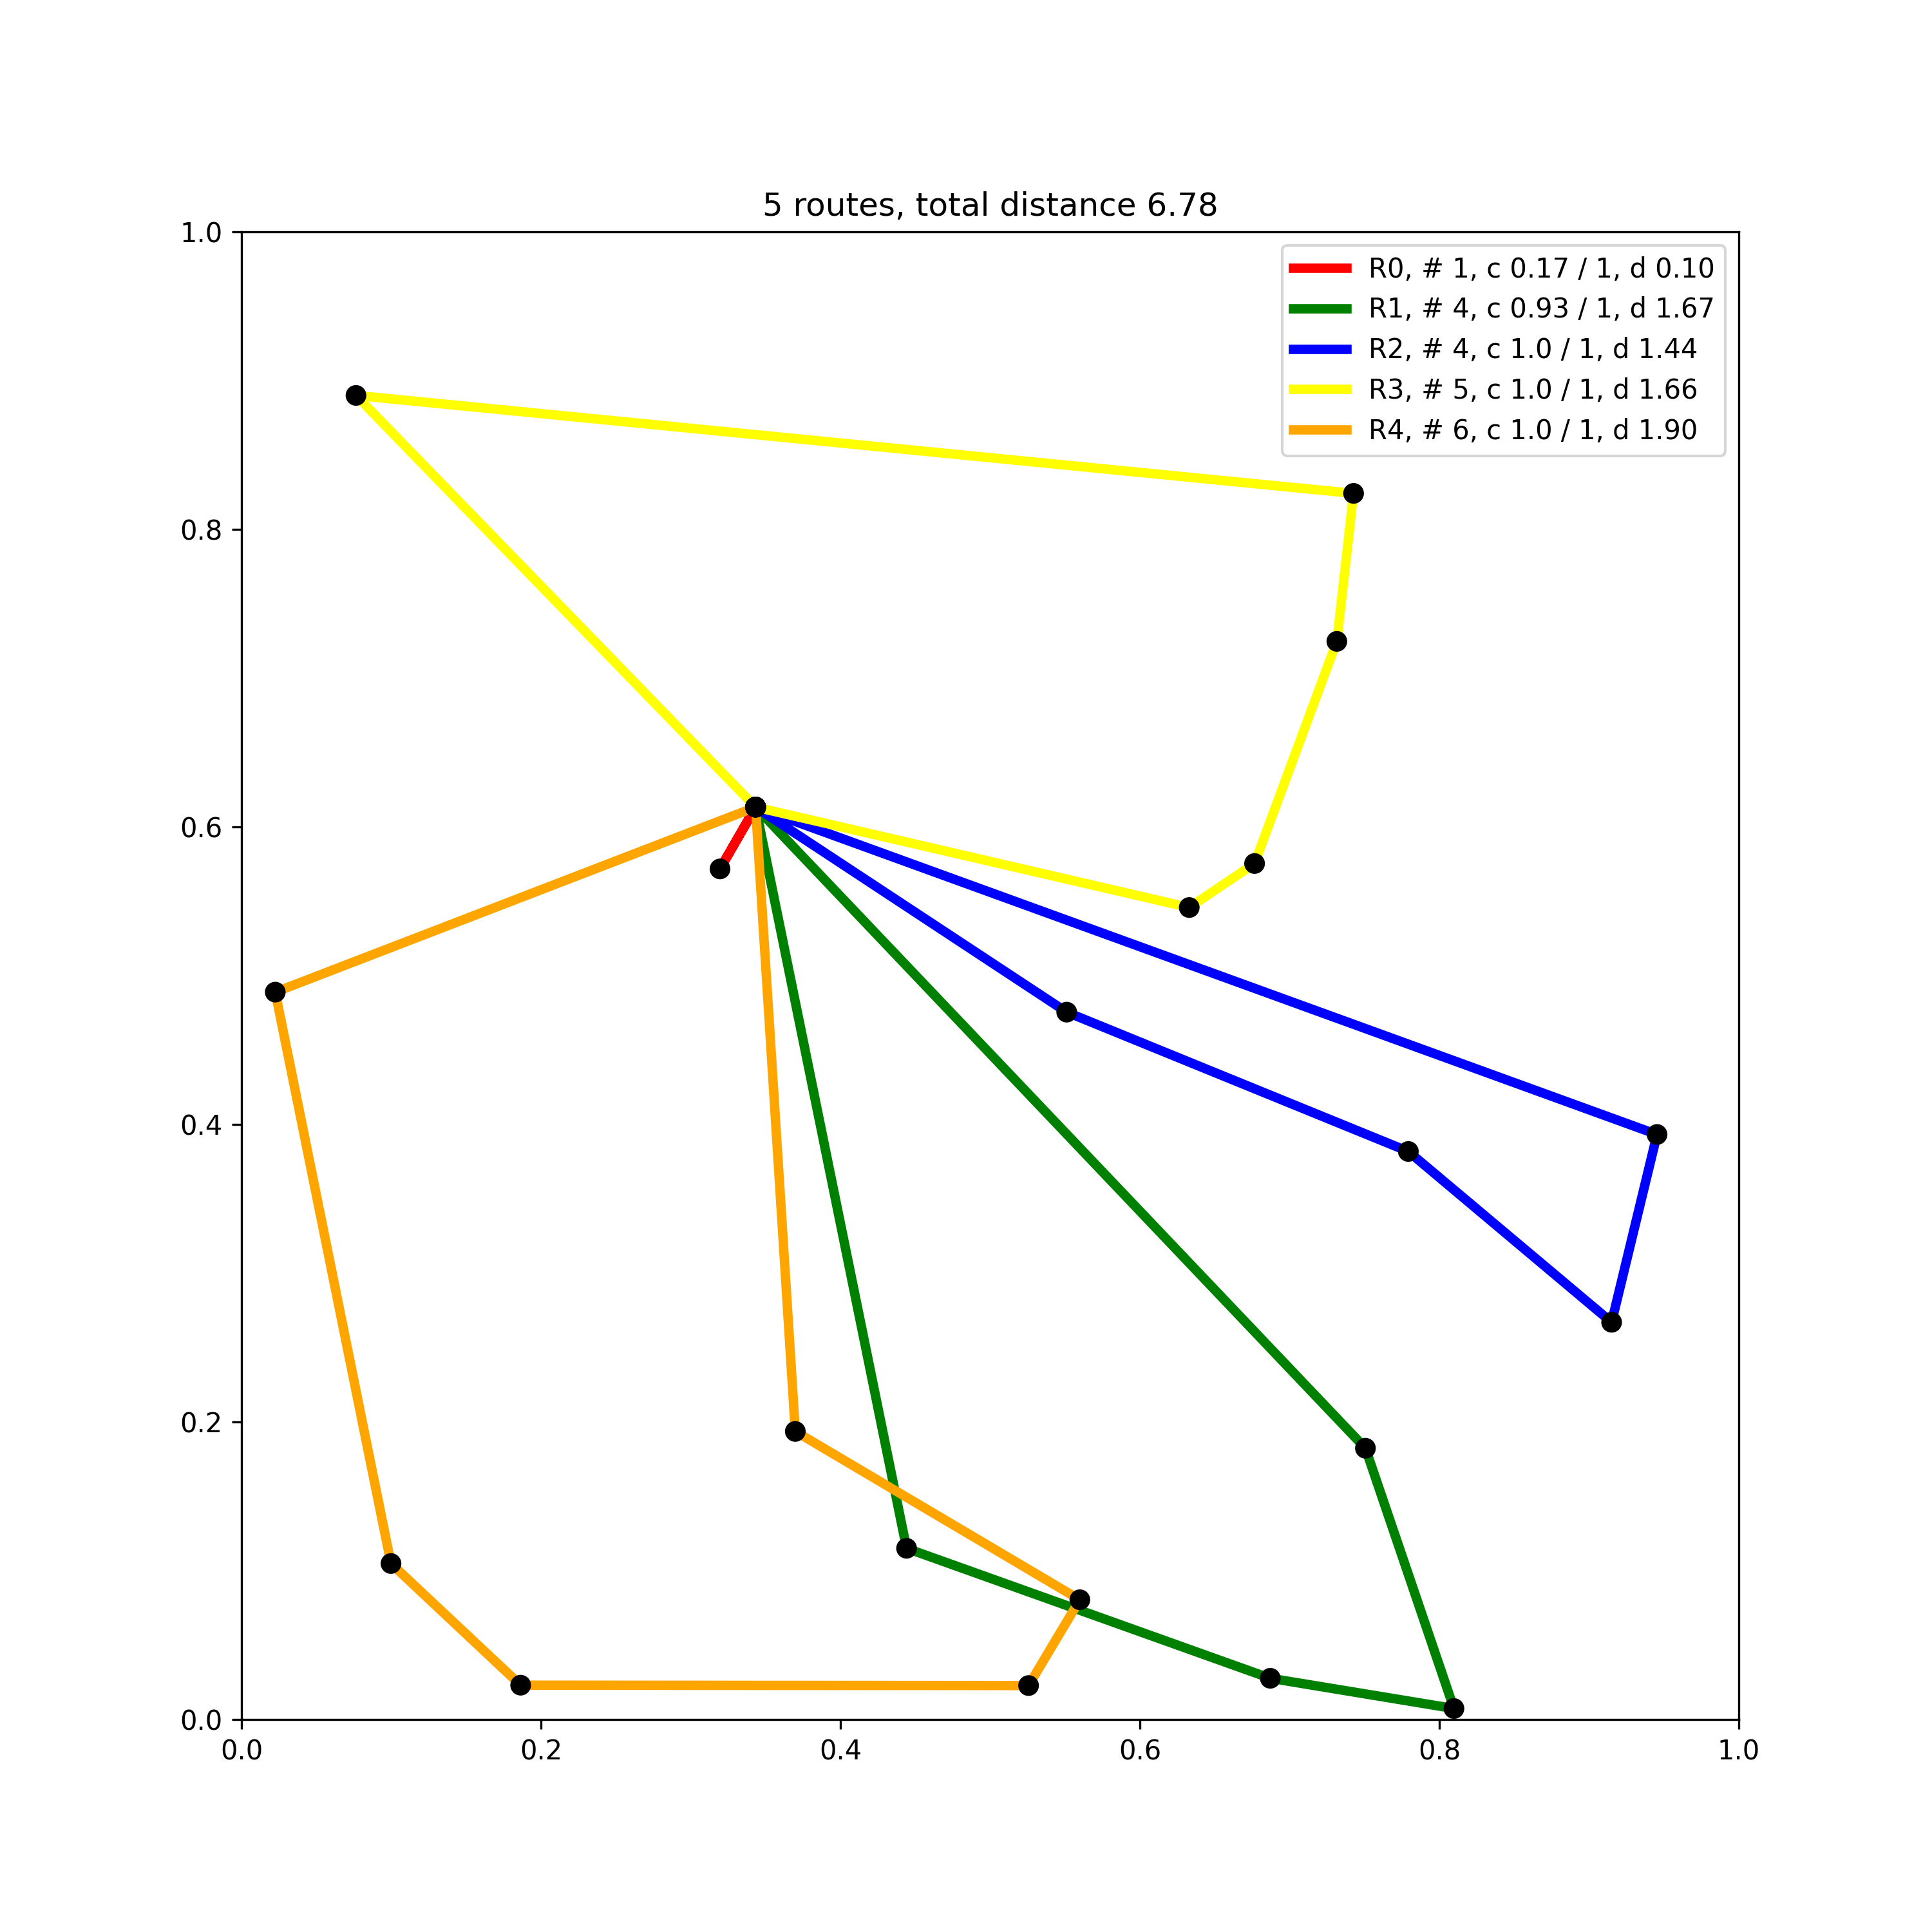 5 routes, total distance 6.78
R0, # 1, c 0.17 / 1, d 0.10
R1, # 4, c 0.93 / 1, d 1.67
R2, # 4, c 1.0 / 1, d 1.44
R3, # 5, c 1.0 / 1, d 1.66
R4, # 6, c 1.0 / 1, d 1.90
1.0
0.8
0.6
0.4
0.2
0.0
0.0 0.2 0.4 0.6 0.8 1.0